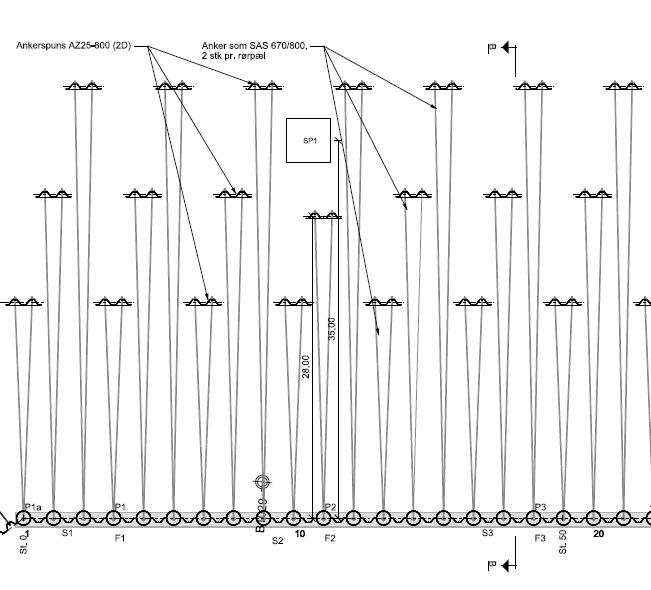 Ankerspuns AZ25-800 (2D)
Anker som SAS 670/800,
2 stk pr. rørpæl
B
SP1
35,00
28,00
P1a
P1
P2
P3
St. 0
1
S1
F1
S2
10
F2
S3
F3
St. 50
20
B